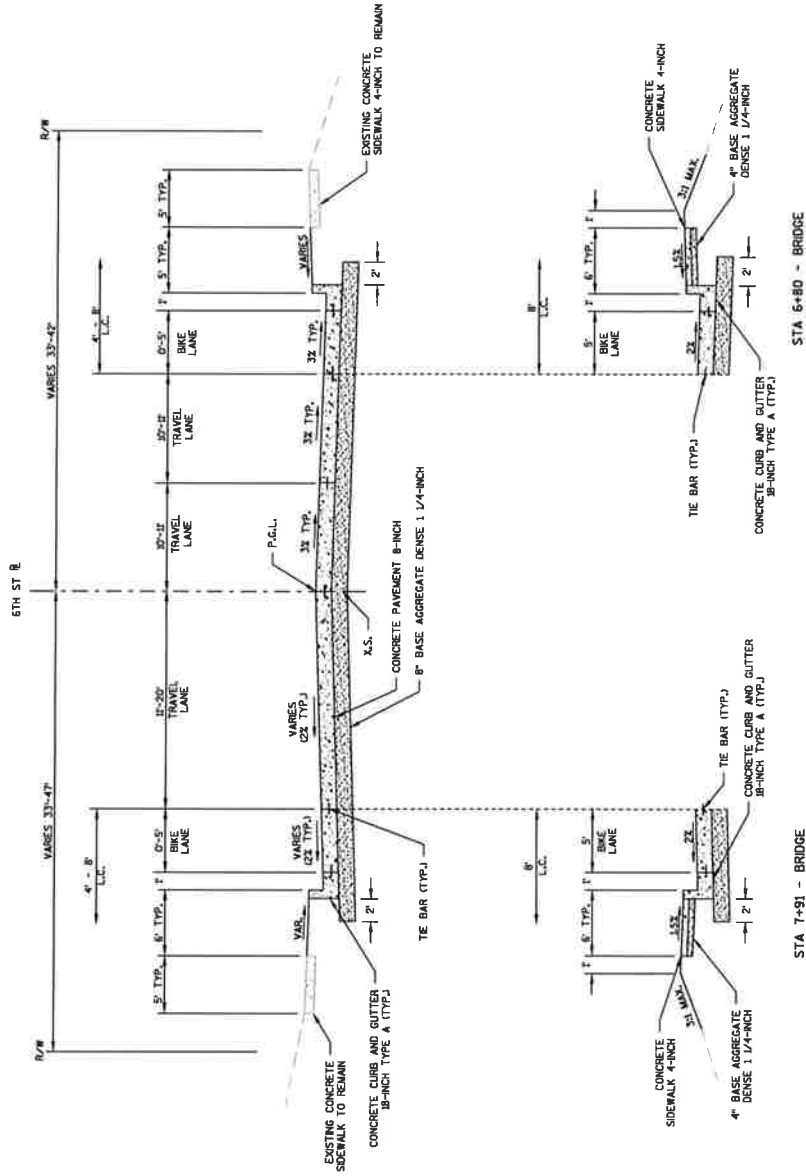 6TH ST R
R/W
VARIES 33'-47'
VARIES 33'-42'
R/W
4' - 8'
L.C.
4' - 8'
L.C.
5' TYP.
6' TYP.
1'
0'-5'
BIKE
LANE
11'-20'
TRAVEL
LANE
10'-11'
TRAVEL
LANE
10'-11'
TRAVEL
LANE
0'-5'
BIKE
LANE
1'
5' TYP.
5' TYP.
VAR.
VARIES
(2% TYP.)
VARIES
(2% TYP.)
P.G.L.
3% TYP.
3% TYP.
3% TYP.
VARIES
2'
2'
X.S.
EXISTING CONCRETE
SIDEWALK TO REMAIN
CONCRETE CURB AND GUTTER
18-INCH TYPE A (TYP.)
TIE BAR (TYP.)
CONCRETE PAVEMENT 8-INCH
8" BASE AGGREGATE DENSE 1 1/4-INCH
EXISTING CONCRETE
SIDEWALK 4-INCH TO REMAIN
8'
L.C.
1'
6' TYP.
1'
5'
BIKE
LANE
3:1 MAX.
1.5%
2%
2'
CONCRETE
SIDEWALK 4-INCH
4" BASE AGGREGATE
DENSE 1 1/4-INCH
TIE BAR (TYP.)
CONCRETE CURB AND GUTTER
18-INCH TYPE A (TYP.)
STA 7+91 - BRIDGE
8'
L.C.
5'
BIKE
LANE
1'
6' TYP.
1'
2%
1.5%
3:1 MAX.
2'
TIE BAR (TYP.)
CONCRETE CURB AND GUTTER
18-INCH TYPE A (TYP.)
CONCRETE
SIDEWALK 4-INCH
4" BASE AGGREGATE
DENSE 1 1/4-INCH
STA 6+80 - BRIDGE